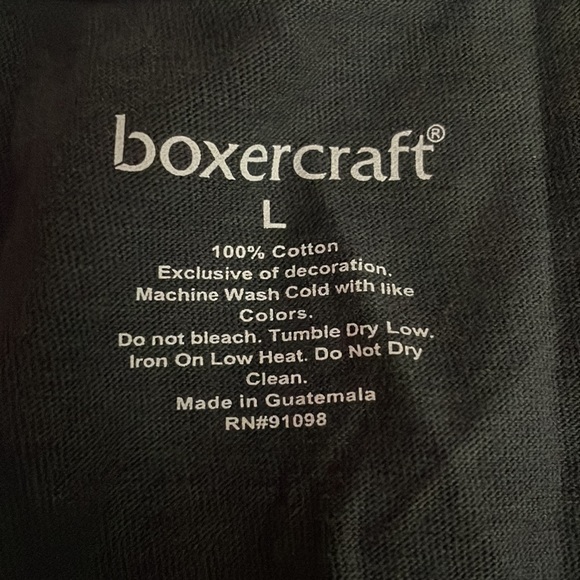 boxercraft®
L
100% Cotton
Exclusive of decoration.
Machine Wash Cold with like
Colors.
Do not bleach. Tumble Dry Low.
Iron On Low Heat. Do Not Dry
Clean.
Made in Guatemala
RN#91098